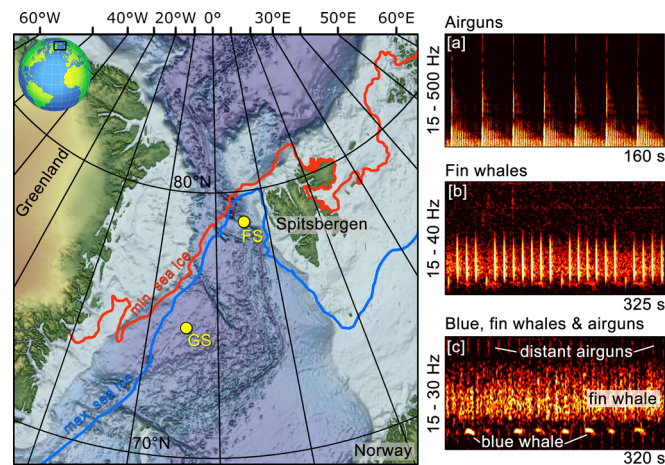 60°W
40°W
20°W
0°
30°E
50°E
60°E
Greenland
80°N
Spitsbergen
FS
min. sea ice
GS
max. sea ice
70°N
Norway
Airguns
[a]
15 - 500 Hz
160 s
Fin whales
[b]
15 - 40 Hz
325 s
Blue, fin whales & airguns
[c]
distant airguns
15 - 30 Hz
fin whale
blue whale
320 s